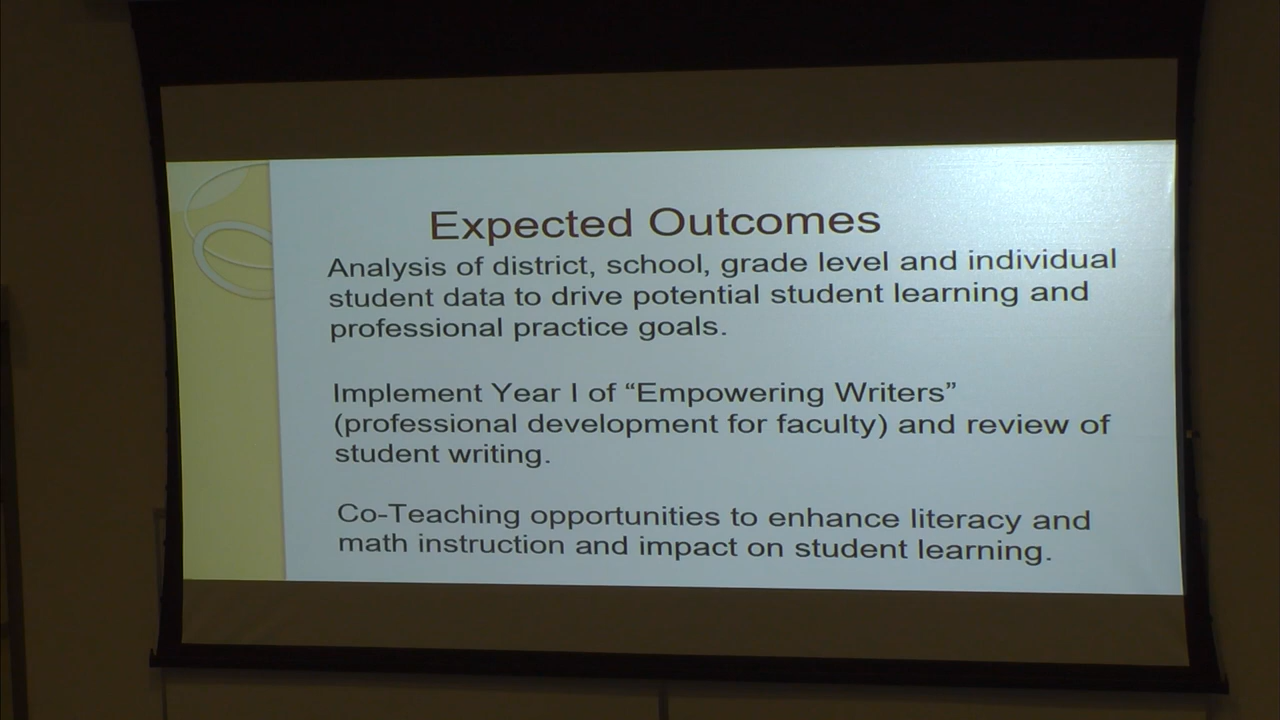 Expected Outcomes
Analysis of district, school, grade level and individual
student data to drive potential student learning and
professional practice goals.
Implement Year I of “Empowering Writers”
(professional development for faculty) and review of
student writing.
Co-Teaching opportunities to enhance literacy and
math instruction and impact on student learning.